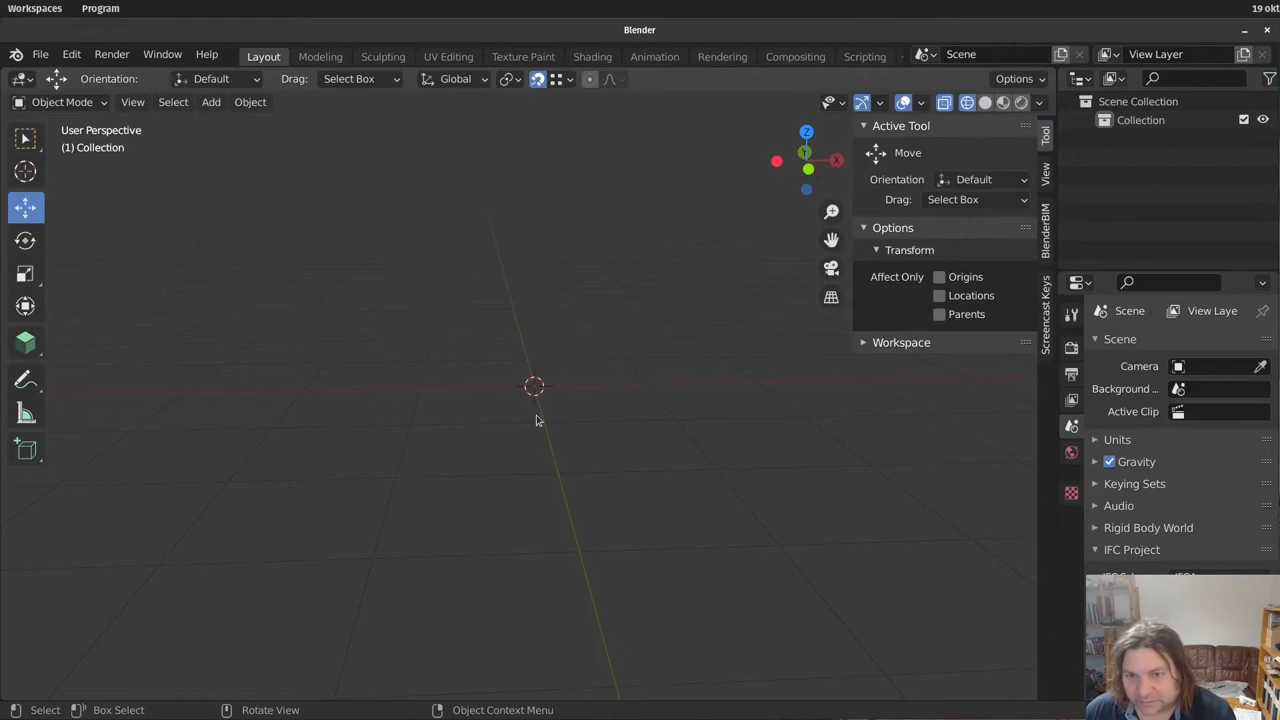 Workspaces Program 19 okt
Blender
File Edit Render Window Help Layout Modeling Sculpting UV Editing Texture Paint Shading Animation Rendering Compositing Scripting Scene View Layer
Orientation: Default Drag: Select Box Global Options
Object Mode View Select Add Object
User Perspective
(1) Collection
Z
Y
X
Active Tool
Move
Orientation Default
Drag: Select Box
Options
Transform
Affect Only Origins
Locations
Parents
Workspace
Tool
View
BlenderBIM
Screencast Keys
Scene Collection
Collection
Scene View Laye
Scene
Camera
Background ...
Active Clip
Units
Gravity
Keying Sets
Audio
Rigid Body World
IFC Project
Select Box Select Rotate View Object Context Menu